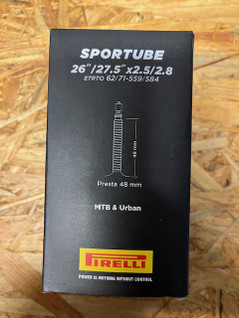 SPORTUBE
26"/27.5"x2.5/2.8
ETRTO 62/71-559/584
48 mm
Presta 48 mm
MTB & Urban
PIRELLI
POWER IS NOTHING WITHOUT CONTROL